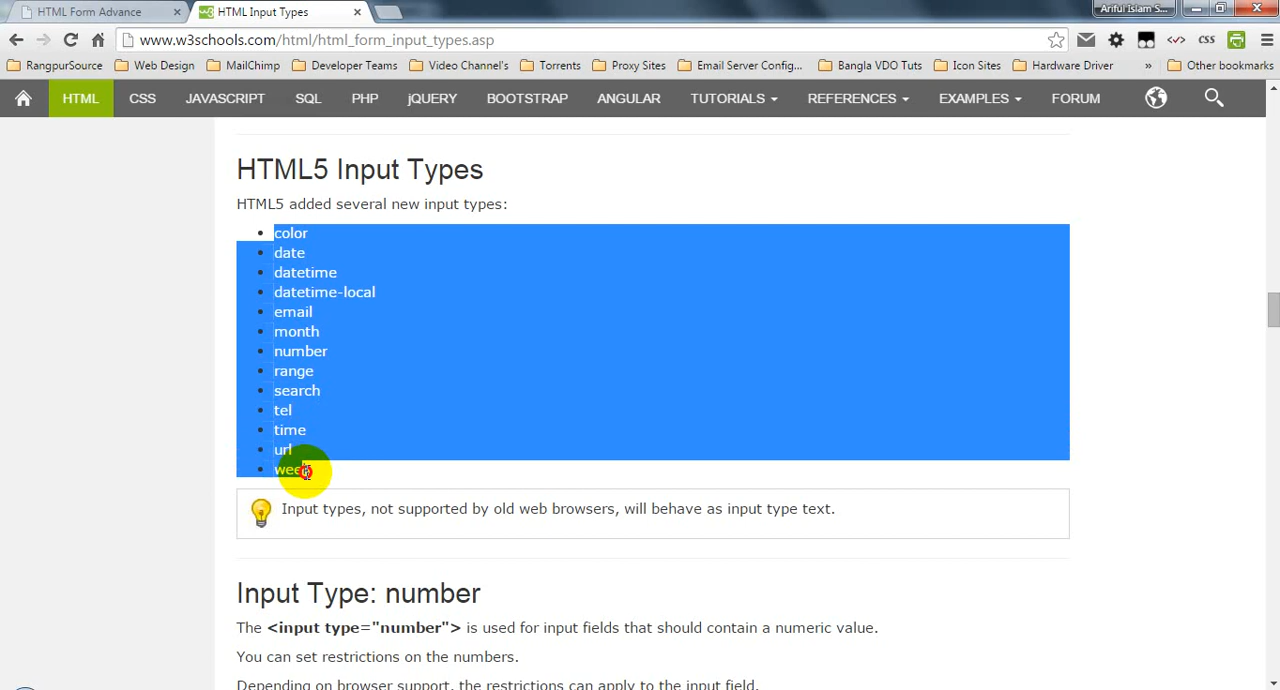 HTML Form Advance
HTML Input Types
Ariful Islam S...
www.w3schools.com/html/html_form_input_types.asp
CSS
RangpurSource Web Design MailChimp Developer Teams Video Channel's Torrents Proxy Sites Email Server Config... Bangla VDO Tuts Icon Sites Hardware Driver » Other bookmarks
HTML CSS JAVASCRIPT SQL PHP jQUERY BOOTSTRAP ANGULAR TUTORIALS REFERENCES EXAMPLES FORUM
HTML5 Input Types
HTML5 added several new input types:
• color
• date
• datetime
• datetime-local
• email
• month
• number
• range
• search
• tel
• time
• url
• week
Input types, not supported by old web browsers, will behave as input type text.
Input Type: number
The <input type="number"> is used for input fields that should contain a numeric value.
You can set restrictions on the numbers.
Depending on browser support, the restrictions can apply to the input field.